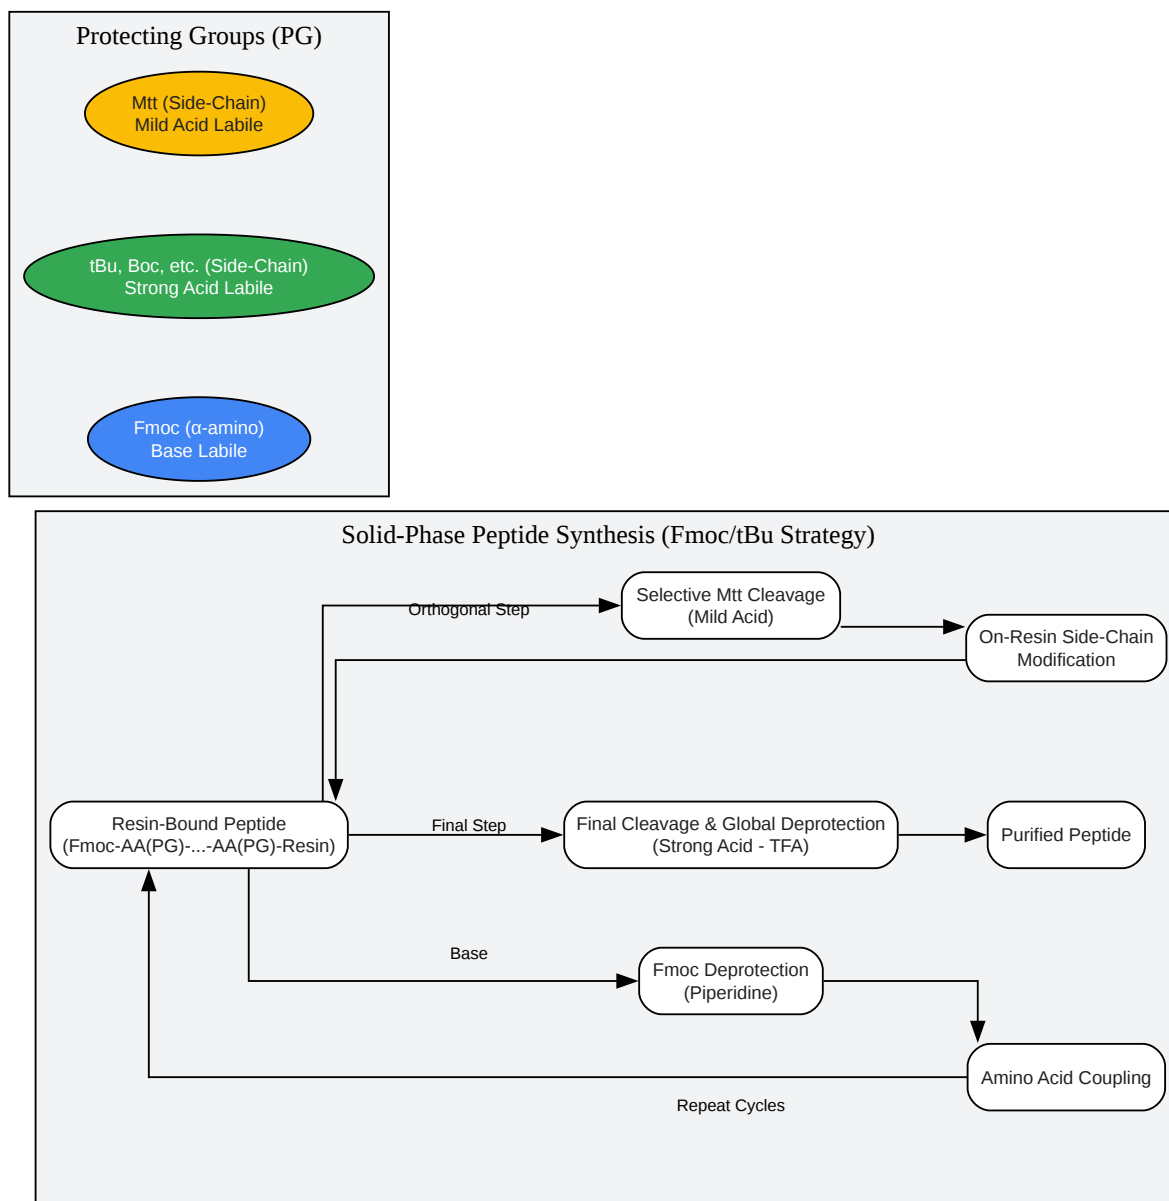 Protecting Groups (PG)
Mtt (Side-Chain)
Mild Acid Labile
tBu, Boc, etc. (Side-Chain)
Strong Acid Labile
Fmoc (α-amino)
Base Labile
Solid-Phase Peptide Synthesis (Fmoc/tBu Strategy)
Orthogonal Step
Selective Mtt Cleavage
(Mild Acid)
On-Resin Side-Chain
Modification
Resin-Bound Peptide
(Fmoc-AA(PG)-...-AA(PG)-Resin)
Final Step
Final Cleavage & Global Deprotection
(Strong Acid - TFA)
Purified Peptide
Base
Fmoc Deprotection
(Piperidine)
Amino Acid Coupling
Repeat Cycles